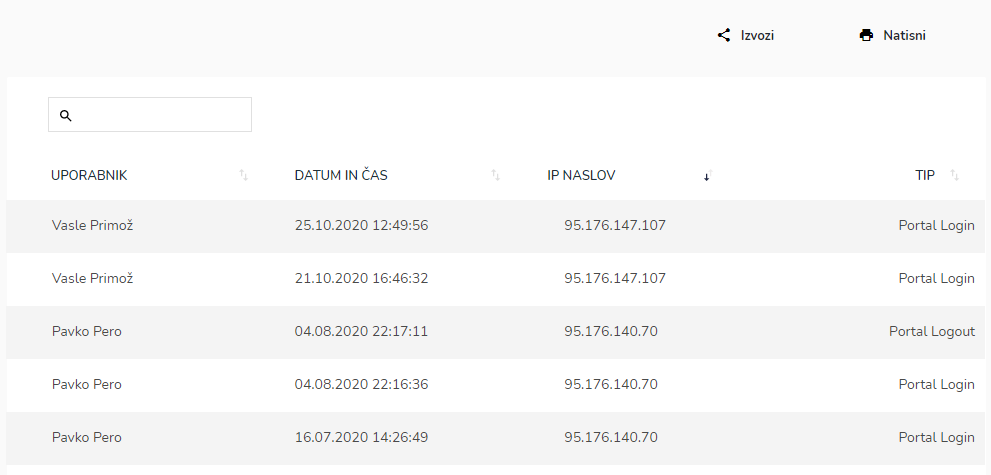 Izvozi Natisni
UPORABNIK DATUM IN ČAS IP NASLOV TIP
Vasle Primož 25.10.2020 12:49:56 95.176.147.107 Portal Login
Vasle Primož 21.10.2020 16:46:32 95.176.147.107 Portal Login
Pavko Pero 04.08.2020 22:17:11 95.176.140.70 Portal Logout
Pavko Pero 04.08.2020 22:16:36 95.176.140.70 Portal Login
Pavko Pero 16.07.2020 14:26:49 95.176.140.70 Portal Login